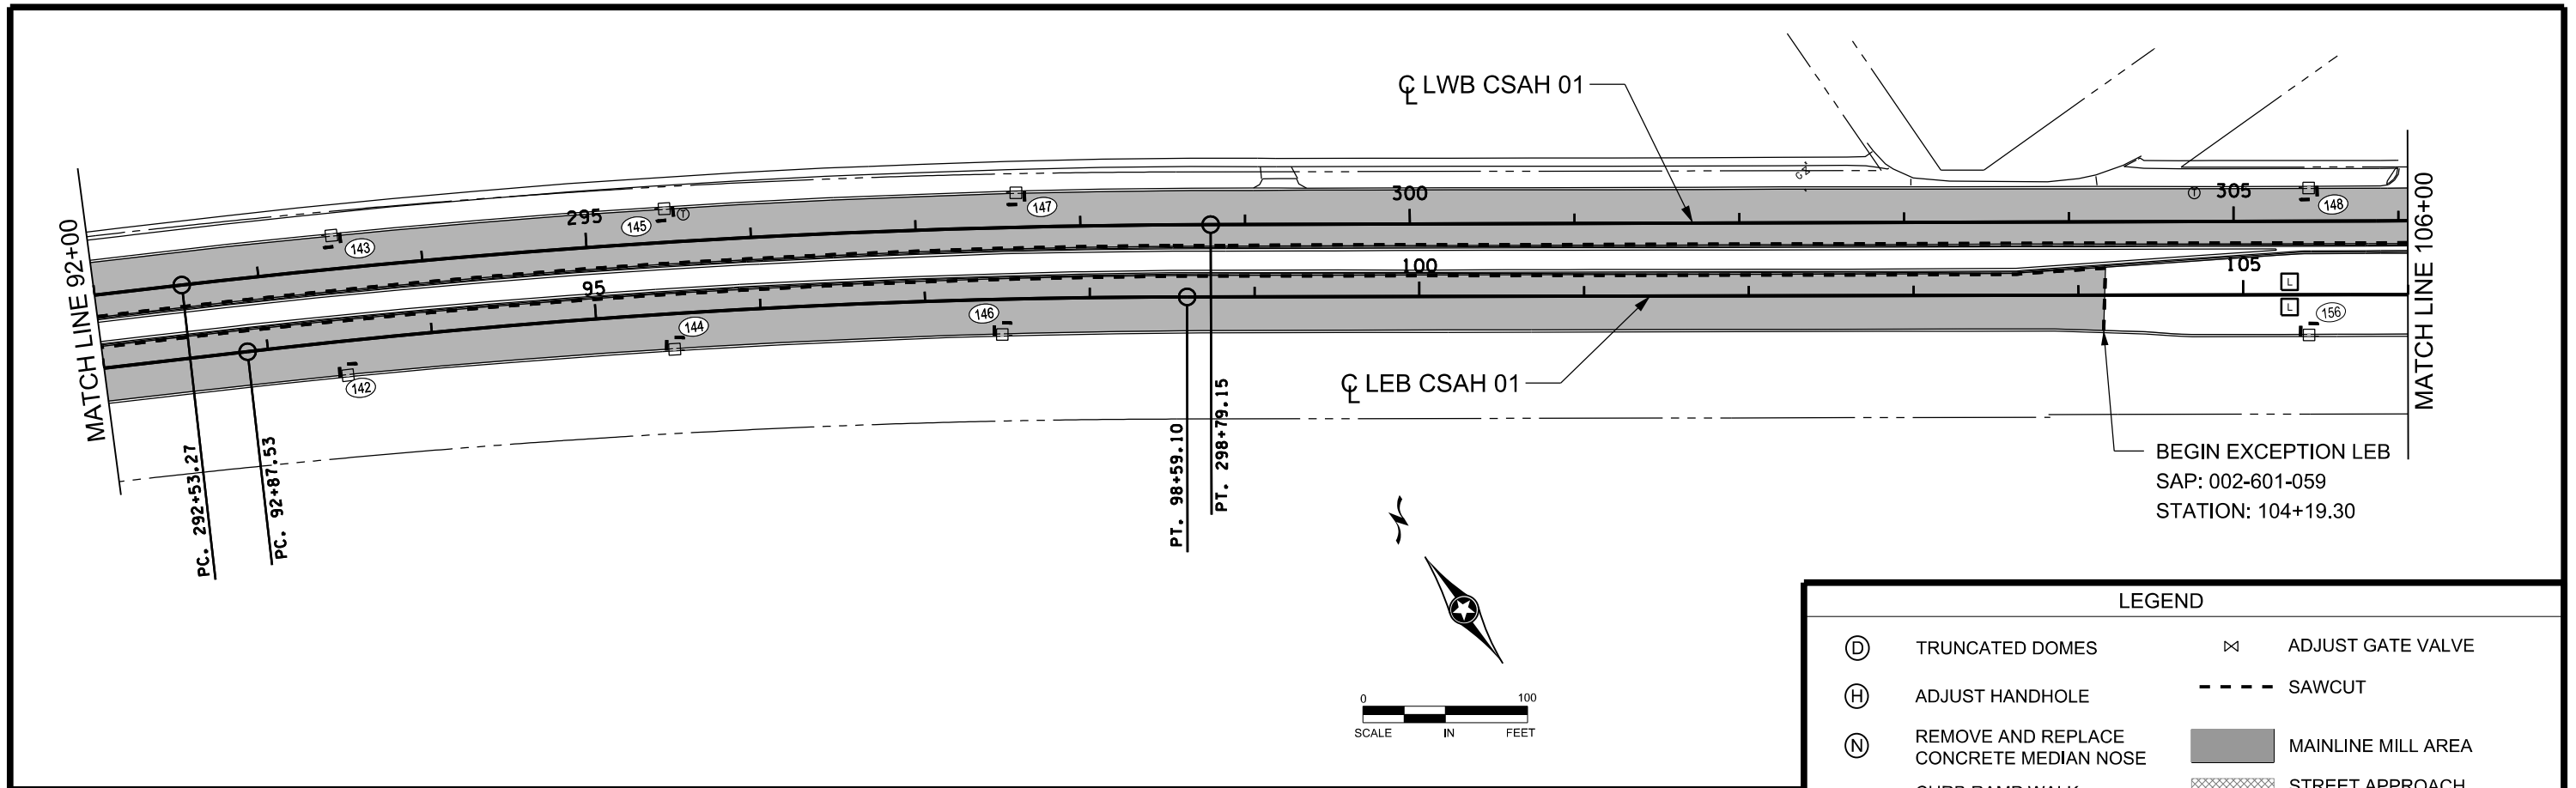 ℄ LWB CSAH 01
MATCH LINE 92+00
143
295
145
T
147
300
T
305
148
MATCH LINE 106+00
95
100
105
L
L
142
144
146
156
℄ LEB CSAH 01
PC. 292+53.27
PC. 92+87.53
PT. 98+59.10
PT. 298+79.15
BEGIN EXCEPTION LEB
SAP: 002-601-059
STATION: 104+19.30
0 100
SCALE IN FEET
LEGEND
D TRUNCATED DOMES
ADJUST GATE VALVE
H ADJUST HANDHOLE
SAWCUT
N REMOVE AND REPLACE
CONCRETE MEDIAN NOSE
MAINLINE MILL AREA
CURB RAMP WALK
STREET APPROACH